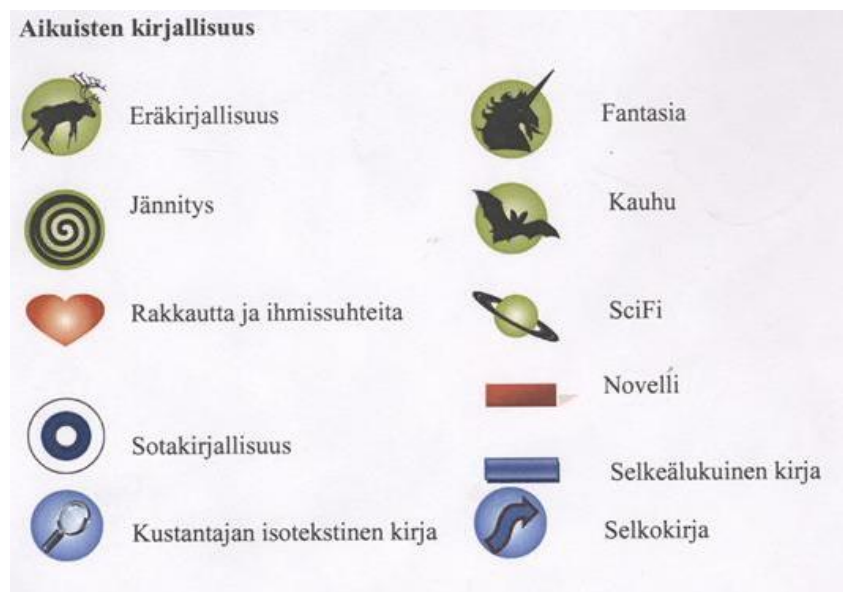 Aikuisten kirjallisuus
Eräkirjallisuus
Fantasia
Jännitys
Kauhu
Rakkautta ja ihmissuhteita
SciFi
Novelli
Sotakirjallisuus
Selkeälukuinen kirja
Kustantajan isotekstinen kirja
Selkokirja